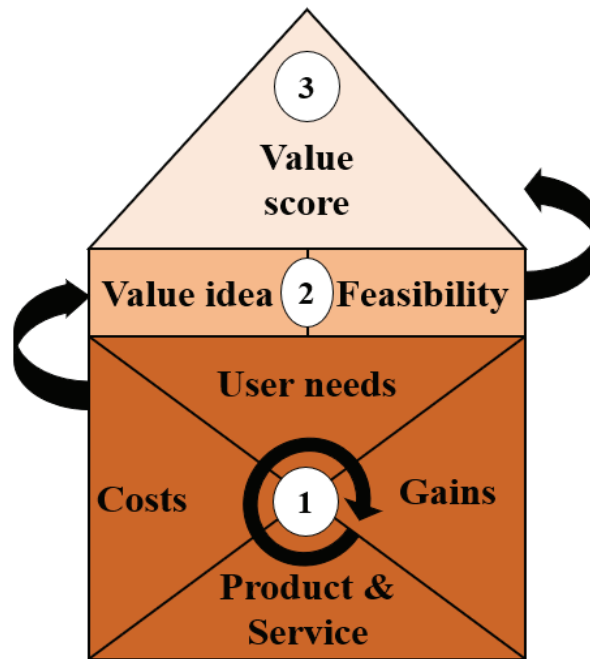 3
Value
score
Value idea 2 Feasibility
User needs
Costs 1 Gains
Product &
Service